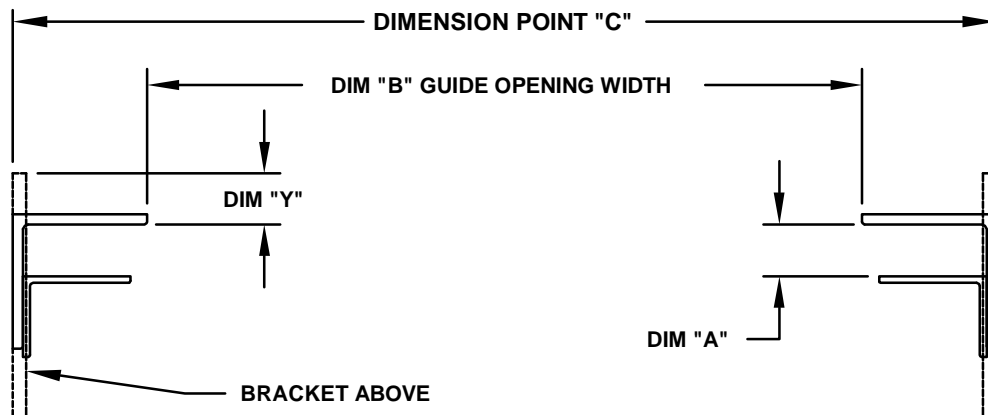 DIMENSION POINT "C"
DIM "B" GUIDE OPENING WIDTH
DIM "Y"
DIM "A"
BRACKET ABOVE